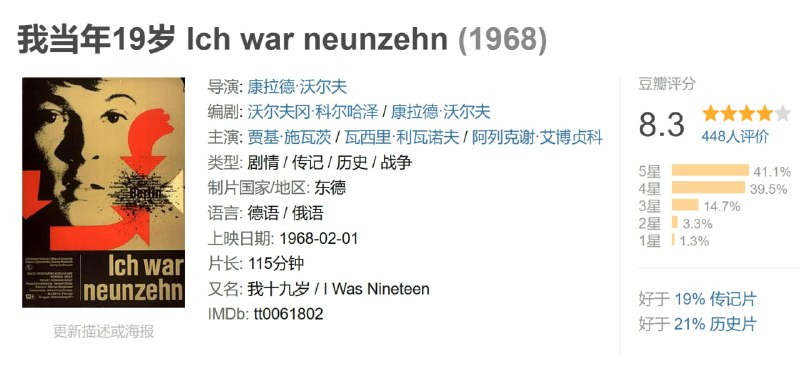 我当年19岁 Ich war neunzehn (1968)
Berlin
Ich war
neunzehn
更新描述或海报
导演: 康拉德·沃尔夫
编剧: 沃尔夫冈·科尔哈泽 / 康拉德·沃尔夫
主演: 贾基·施瓦茨 / 瓦西里·利瓦诺夫 / 阿列克谢·艾博贞科
类型: 剧情 / 传记 / 历史 / 战争
制片国家/地区: 东德
语言: 德语 / 俄语
上映日期: 1968-02-01
片长: 115分钟
又名: 我十九岁 / I Was Nineteen
IMDb: tt0061802
豆瓣评分
8.3
448人评价
5星 41.1%
4星 39.5%
3星 14.7%
2星 3.3%
1星 1.3%
好于 19% 传记片
好于 21% 历史片